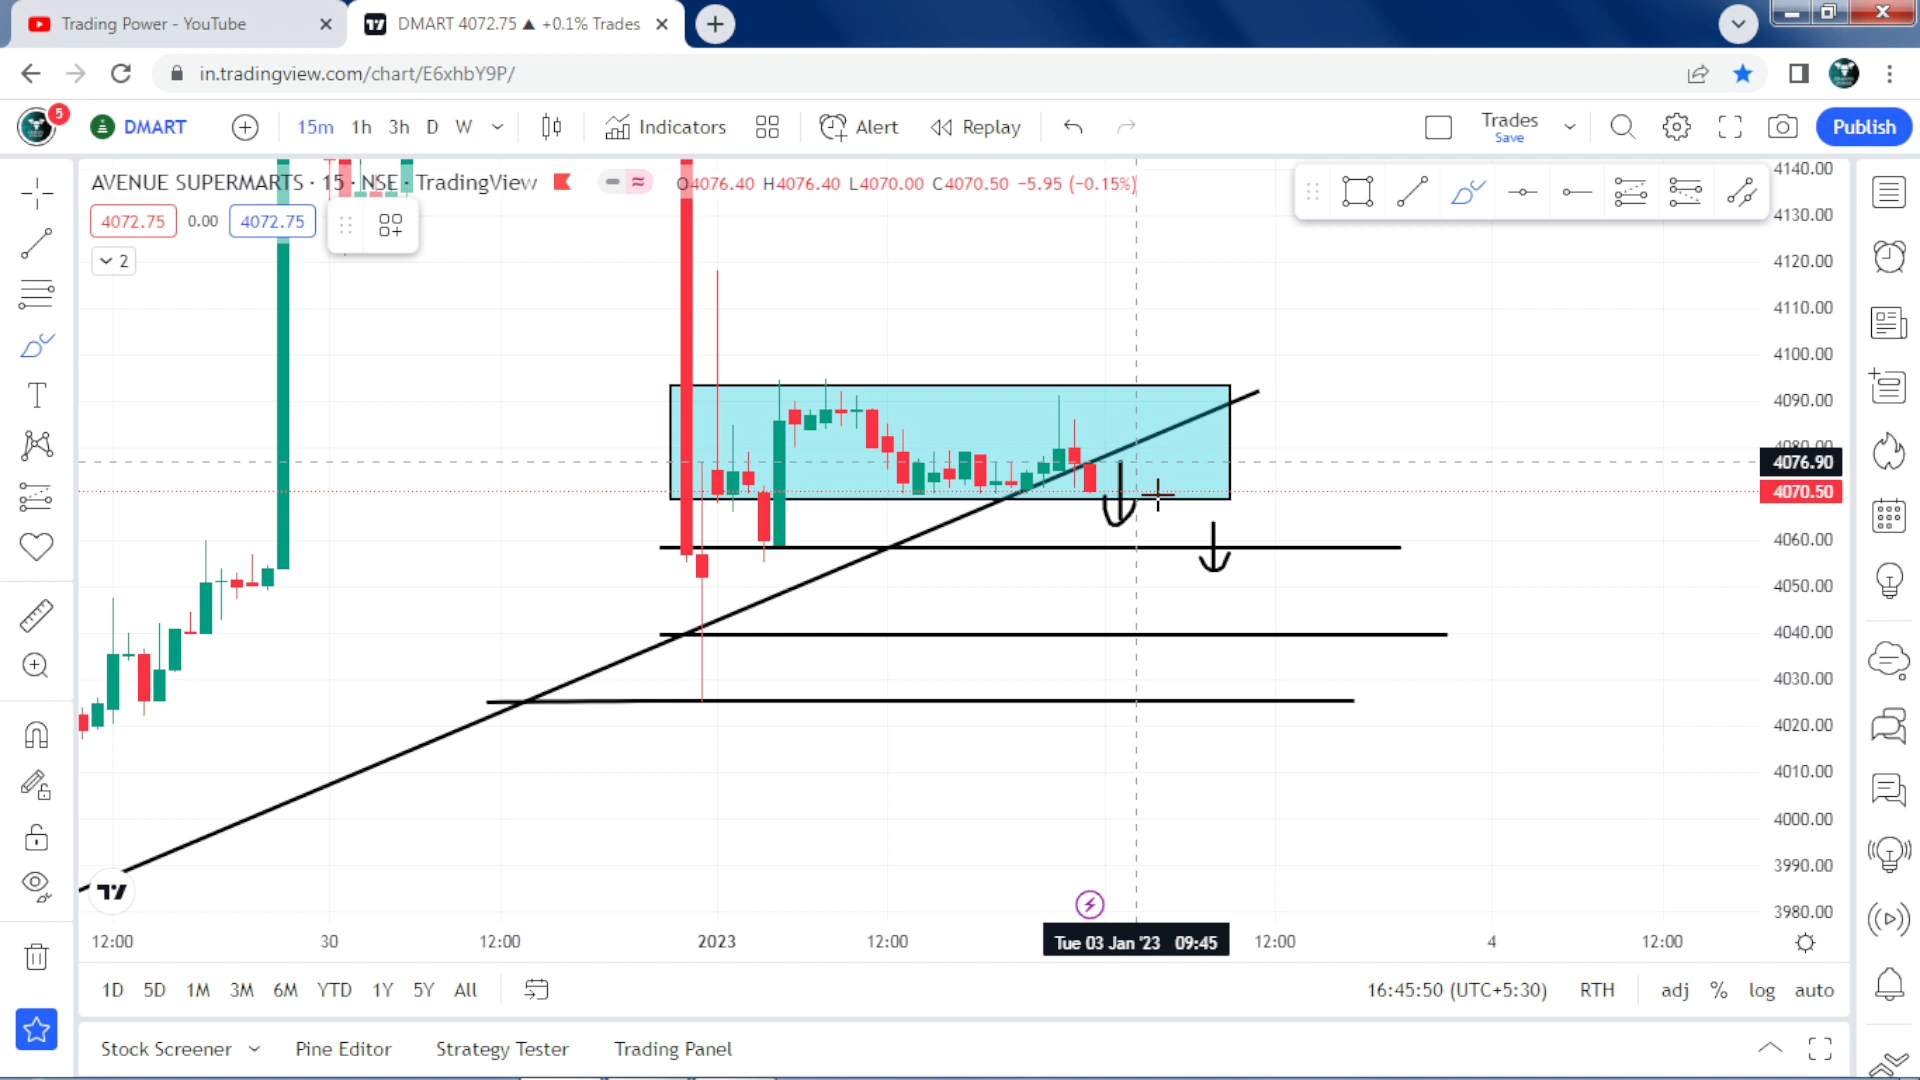 Trading Power - YouTube
DMART 4072.75 ▲ +0.1% Trades
in.tradingview.com/chart/E6xhbY9P/
5
DMART
15m 1h 3h D W
Indicators
Alert
Replay
Trades
Save
Publish
AVENUE SUPERMARTS · 15 · NSE · TradingView
O4076.40 H4076.40 L4070.00 C4070.50 −5.95 (−0.15%)
4072.75 0.00 4072.75
2
4140.00
4130.00
4120.00
4110.00
4100.00
4090.00
4080.00
4076.90
4070.50
4060.00
4050.00
4040.00
4030.00
4020.00
4010.00
4000.00
3990.00
3980.00
12:00 30 12:00 2023 12:00 Tue 03 Jan '23 09:45 12:00 4 12:00
1D 5D 1M 3M 6M YTD 1Y 5Y All
16:45:50 (UTC+5:30) RTH adj % log auto
Stock Screener Pine Editor Strategy Tester Trading Panel